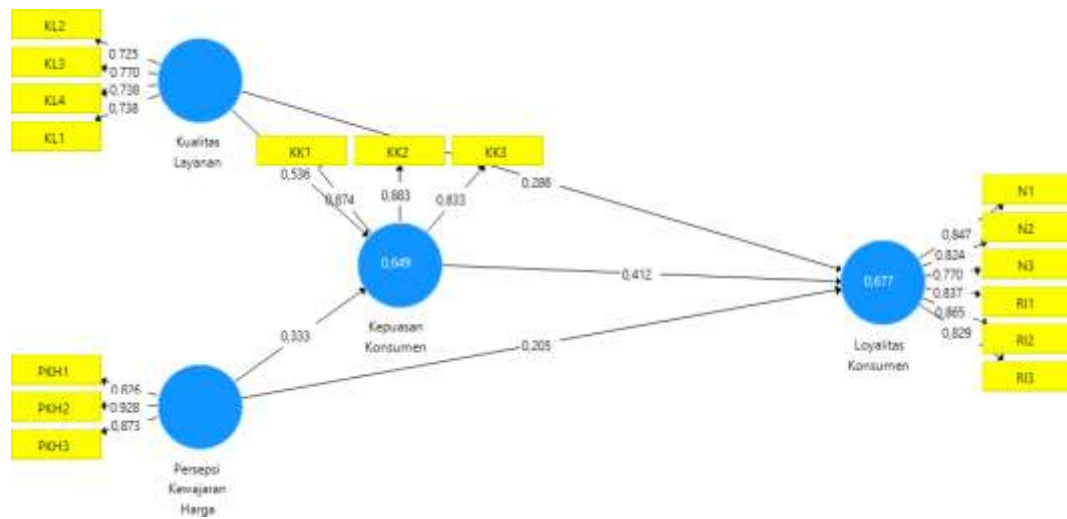 KL2
KL3
KL4
KL1
0.725
0.770
0.738
0,738
Kualitas
Layanan
KK1
KK2
KK3
0,536
0,874
0,883
0,833
0,286
0,649
Kepuasan
Konsumen
0,412
0,333
0,205
PKH1
PKH2
PKH3
0,826
0.928
0,873
Persepsi
Kewajaran
Harga
0,677
Loyalitas
Konsumen
0,847
0,824
0,770
0,837
0,865
0,829
N1
N2
N3
RI1
RI2
RI3